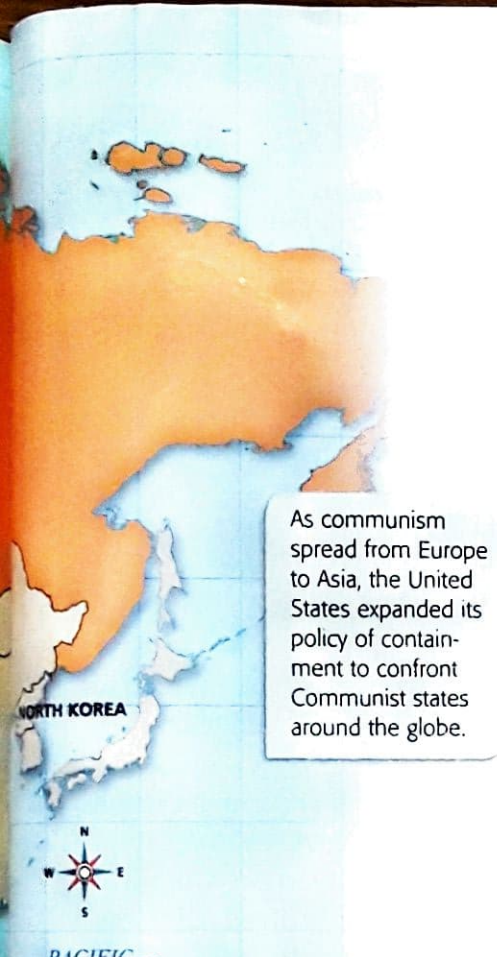 As communism
spread from Europe
to Asia, the United
States expanded its
policy of contain-
ment to confront
Communist states
around the globe.
NORTH KOREA
N
W E
S
PACIFIC